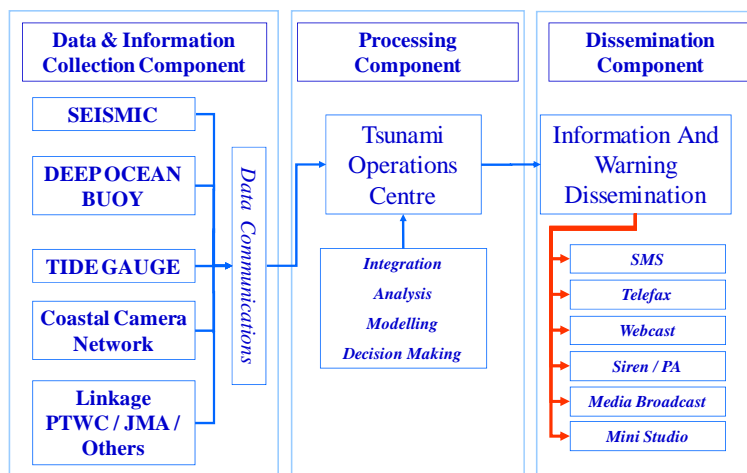 Data & Information
Collection Component
SEISMIC
DEEP OCEAN
BUOY
TIDE GAUGE
Coastal Camera
Network
Linkage
PTWC / JMA /
Others
Data Communications
Processing
Component
Tsunami
Operations
Centre
Integration
Analysis
Modelling
Decision Making
Dissemination
Component
Information And
Warning
Dissemination
SMS
Telefax
Webcast
Siren / PA
Media Broadcast
Mini Studio